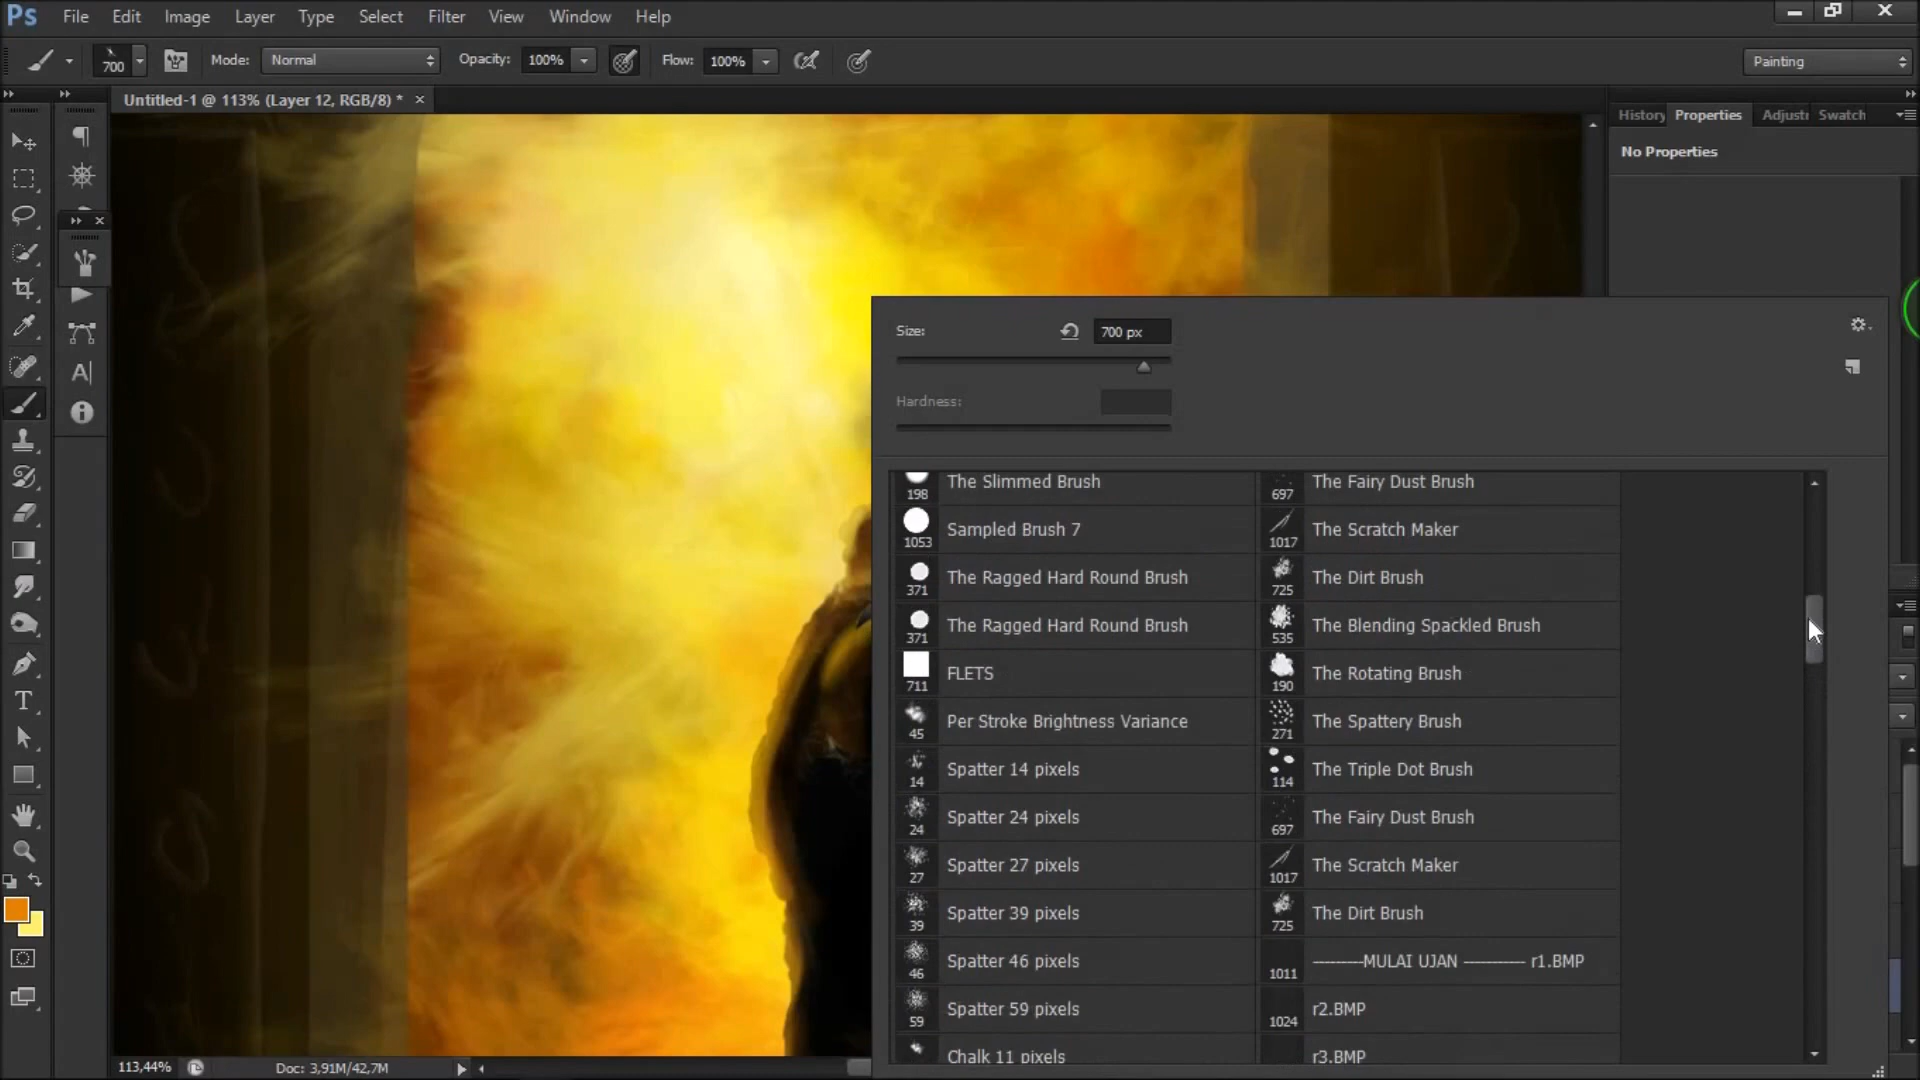 Ps File Edit Image Layer Type Select Filter View Window Help
700 Mode: Normal Opacity: 100% Flow: 100% Painting
Untitled-1 @ 113% (Layer 12, RGB/8) * ×
History Properties Adjust Swatch
No Properties
Size: 700 px
Hardness:
198 The Slimmed Brush 697 The Fairy Dust Brush
1053 Sampled Brush 7 1017 The Scratch Maker
371 The Ragged Hard Round Brush 725 The Dirt Brush
371 The Ragged Hard Round Brush 535 The Blending Spackled Brush
711 FLETS 190 The Rotating Brush
45 Per Stroke Brightness Variance 271 The Spattery Brush
14 Spatter 14 pixels 114 The Triple Dot Brush
24 Spatter 24 pixels 697 The Fairy Dust Brush
27 Spatter 27 pixels 1017 The Scratch Maker
39 Spatter 39 pixels 725 The Dirt Brush
46 Spatter 46 pixels 1011 ---------MULAI UJAN ---------- r1.BMP
59 Spatter 59 pixels 1024 r2.BMP
Chalk 11 pixels r3.BMP
113,44% Doc: 3,91M/42,7M